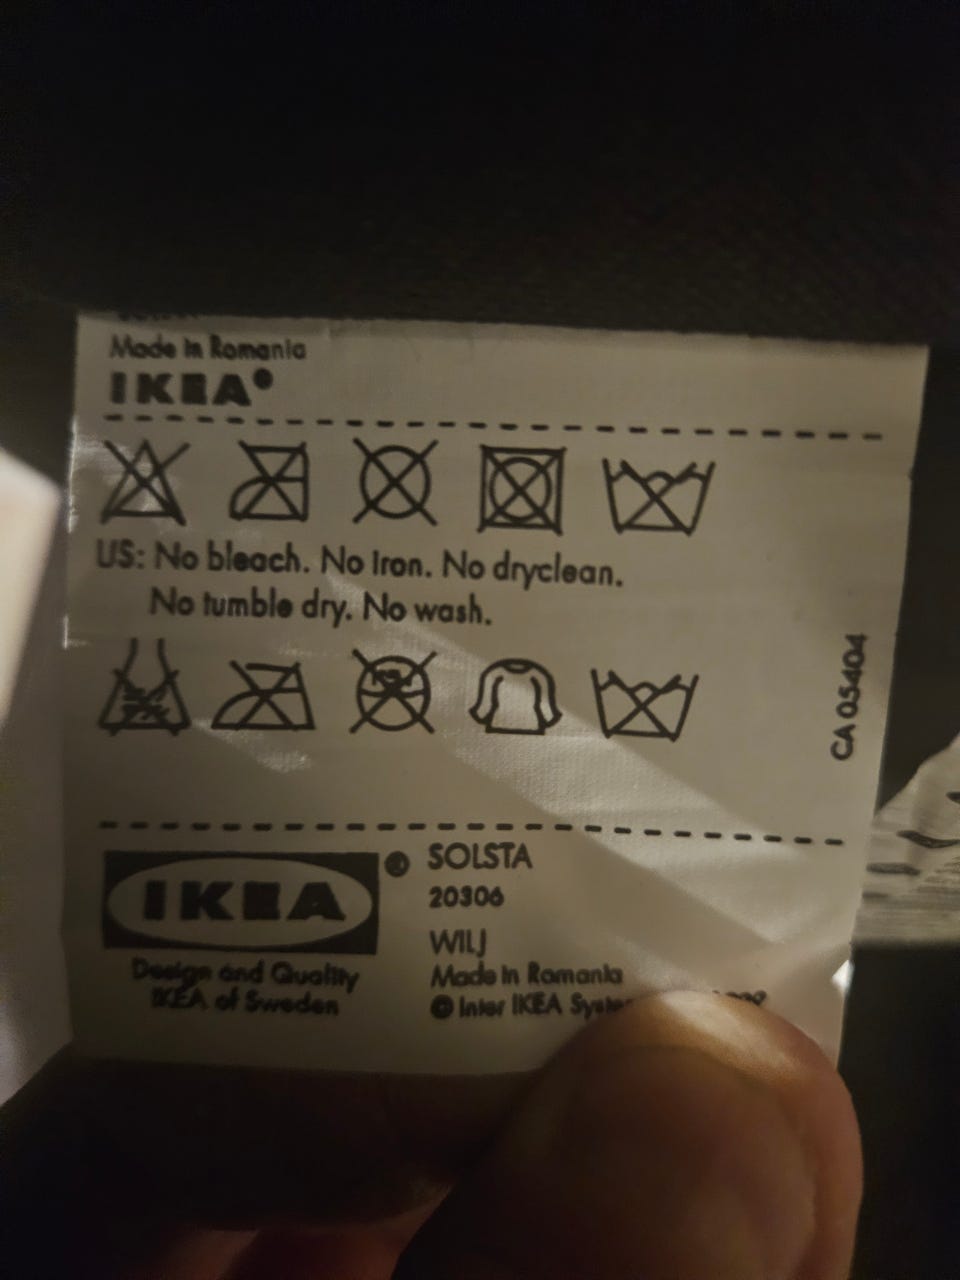 Made in Romania
IKEA®
US: No bleach. No iron. No dryclean.
No tumble dry. No wash.
CA 05404
IKEA®
Design and Quality
IKEA of Sweden
SOLSTA
20306
WILJ
Made in Romania
© Inter IKEA